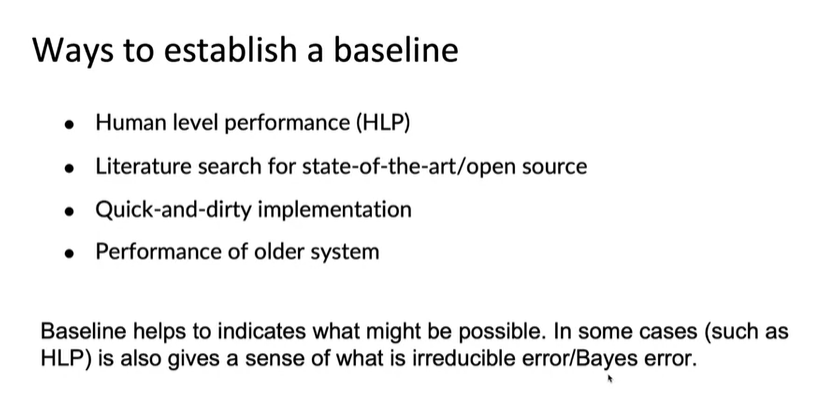 Ways to establish a baseline
• Human level performance (HLP)
• Literature search for state-of-the-art/open source
• Quick-and-dirty implementation
• Performance of older system
Baseline helps to indicates what might be possible. In some cases (such as
HLP) is also gives a sense of what is irreducible error/Bayes error.